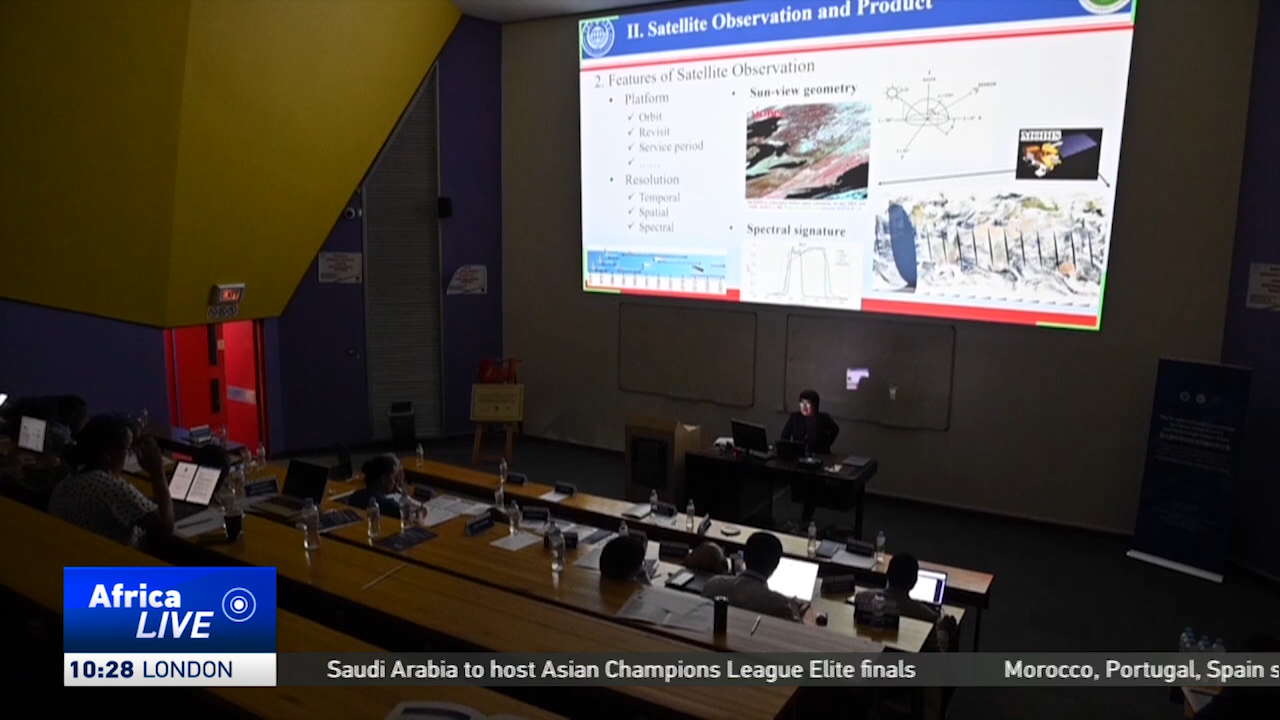 II. Satellite Observation and Product
2. Features of Satellite Observation
• Platform
✓ Orbit
✓ Revisit
✓ Service period
✓ ......
• Resolution
✓ Temporal
✓ Spatial
✓ Spectral
• Sun-view geometry
MODIS
• Spectral signature
EXIT
Africa
LIVE
10:28 LONDON
Saudi Arabia to host Asian Champions League Elite finals
Morocco, Portugal, Spain s